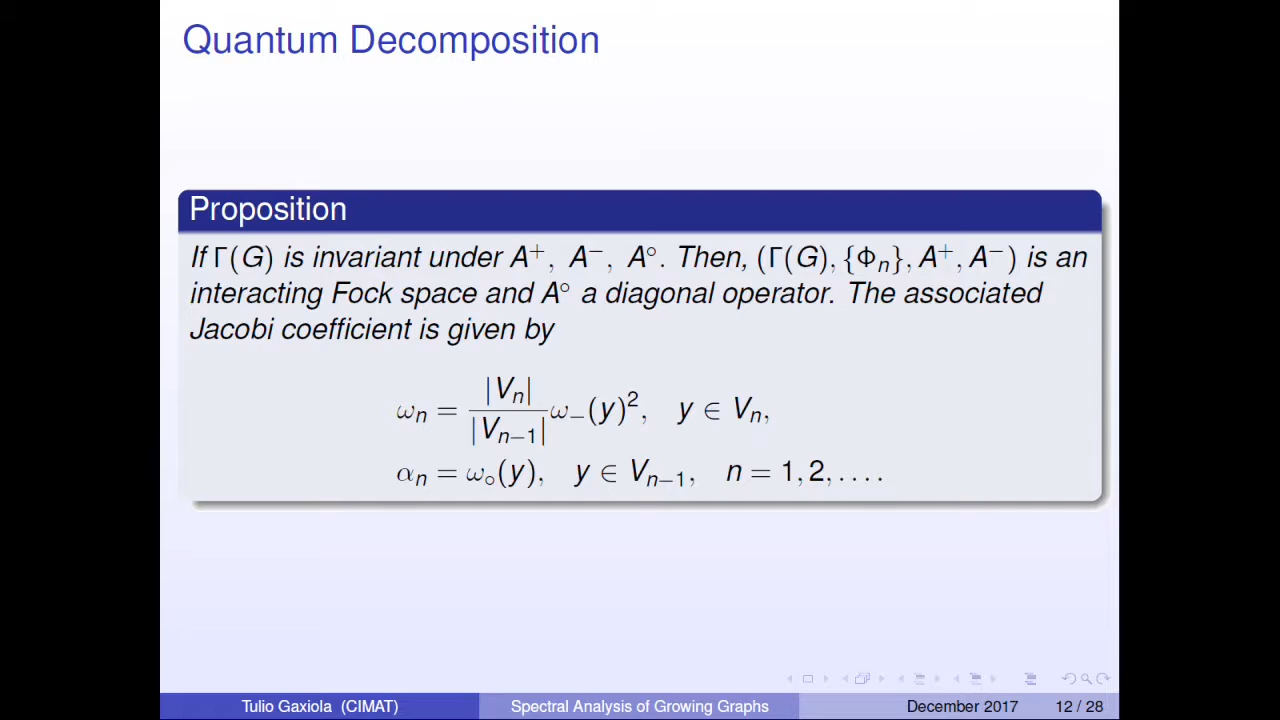 Quantum Decomposition
Proposition
If Γ(G) is invariant under A⁺, A⁻, A°. Then, (Γ(G), {Φₙ}, A⁺, A⁻) is an
interacting Fock space and A° a diagonal operator. The associated
Jacobi coefficient is given by
ωₙ = |Vₙ| / |Vₙ₋₁| ω₋(y)², y ∈ Vₙ,
αₙ = ω∘(y), y ∈ Vₙ₋₁, n = 1, 2, . . . .
Tulio Gaxiola (CIMAT) Spectral Analysis of Growing Graphs December 2017 12 / 28